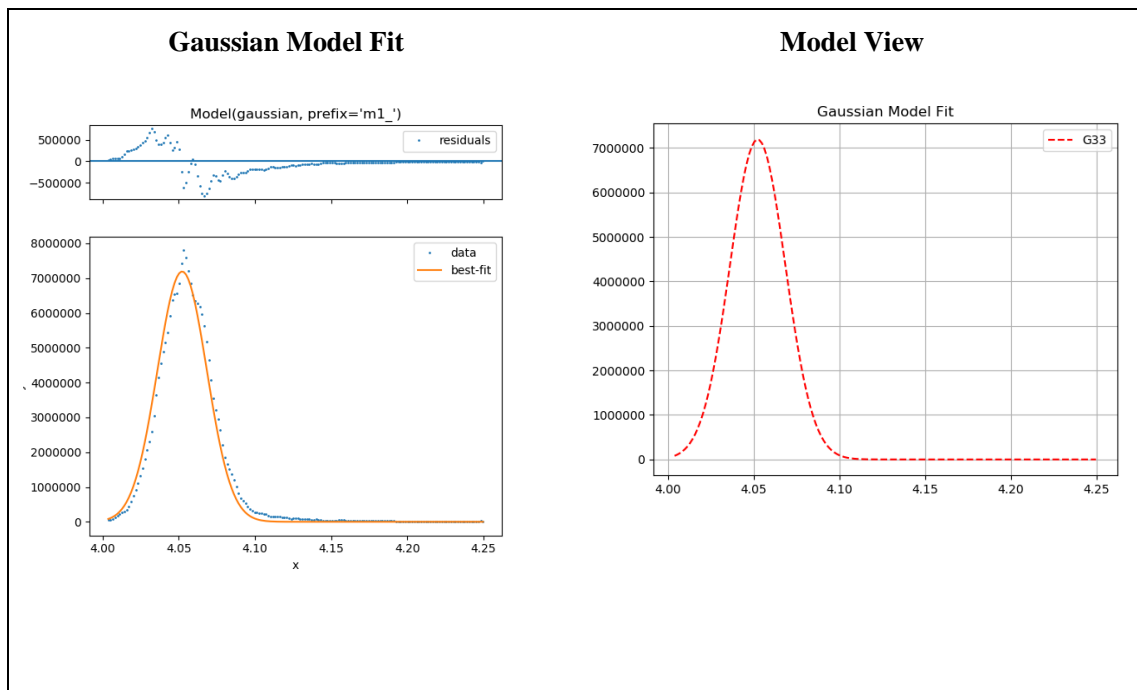 Gaussian Model Fit
Model View
Model(gaussian, prefix='m1_')
500000
0
−500000
residuals
8000000
7000000
6000000
5000000
4000000
3000000
2000000
1000000
0
data
best-fit
4.00 4.05 4.10 4.15 4.20 4.25
x
Gaussian Model Fit
7000000
6000000
5000000
4000000
3000000
2000000
1000000
0
G33
4.00 4.05 4.10 4.15 4.20 4.25